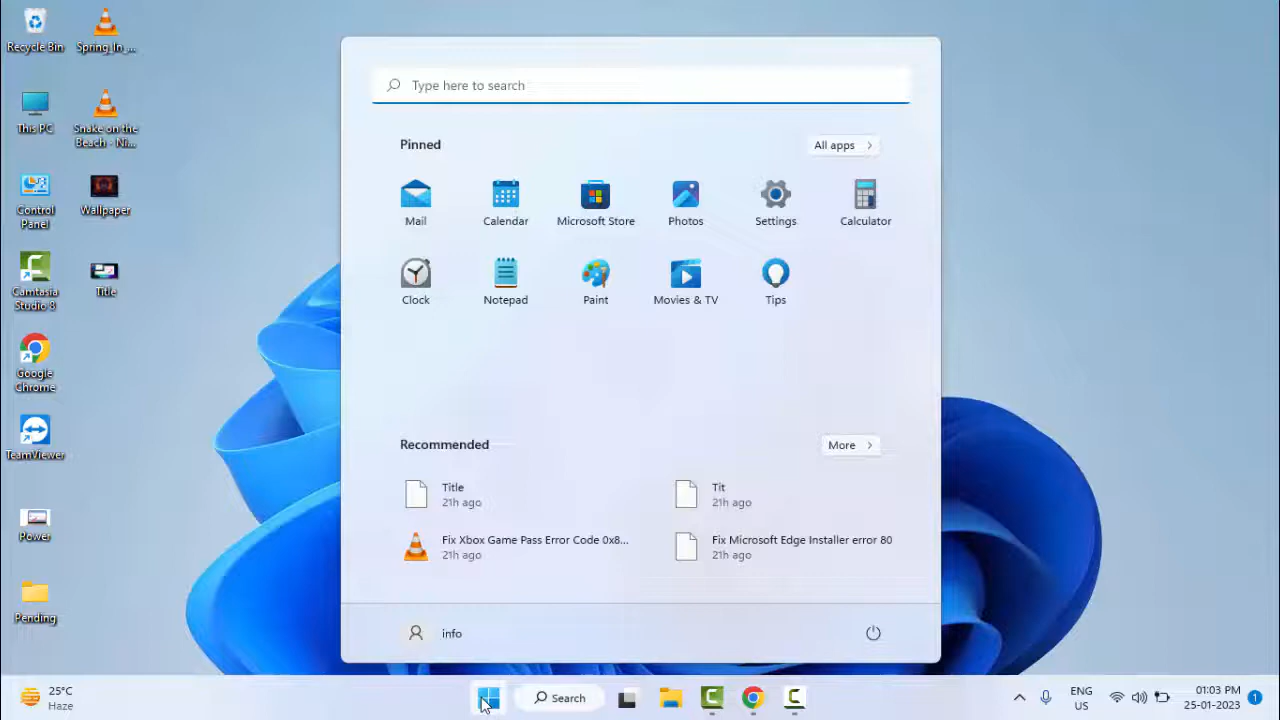 Recycle Bin
Spring_In_...
This PC
Snake on the
Beach - Ni...
Control
Panel
Wallpaper
Camtasia
Studio 8
Title
Google
Chrome
TeamViewer
Power
Pending
Type here to search
Pinned
All apps
Mail
Calendar
Microsoft Store
Photos
Settings
Calculator
Clock
Notepad
Paint
Movies & TV
Tips
Recommended
More
Title
21h ago
Tit
21h ago
Fix Xbox Game Pass Error Code 0x8...
21h ago
Fix Microsoft Edge Installer error 80
21h ago
info
25°C
Haze
Search
ENG
US
01:03 PM
25-01-2023
1